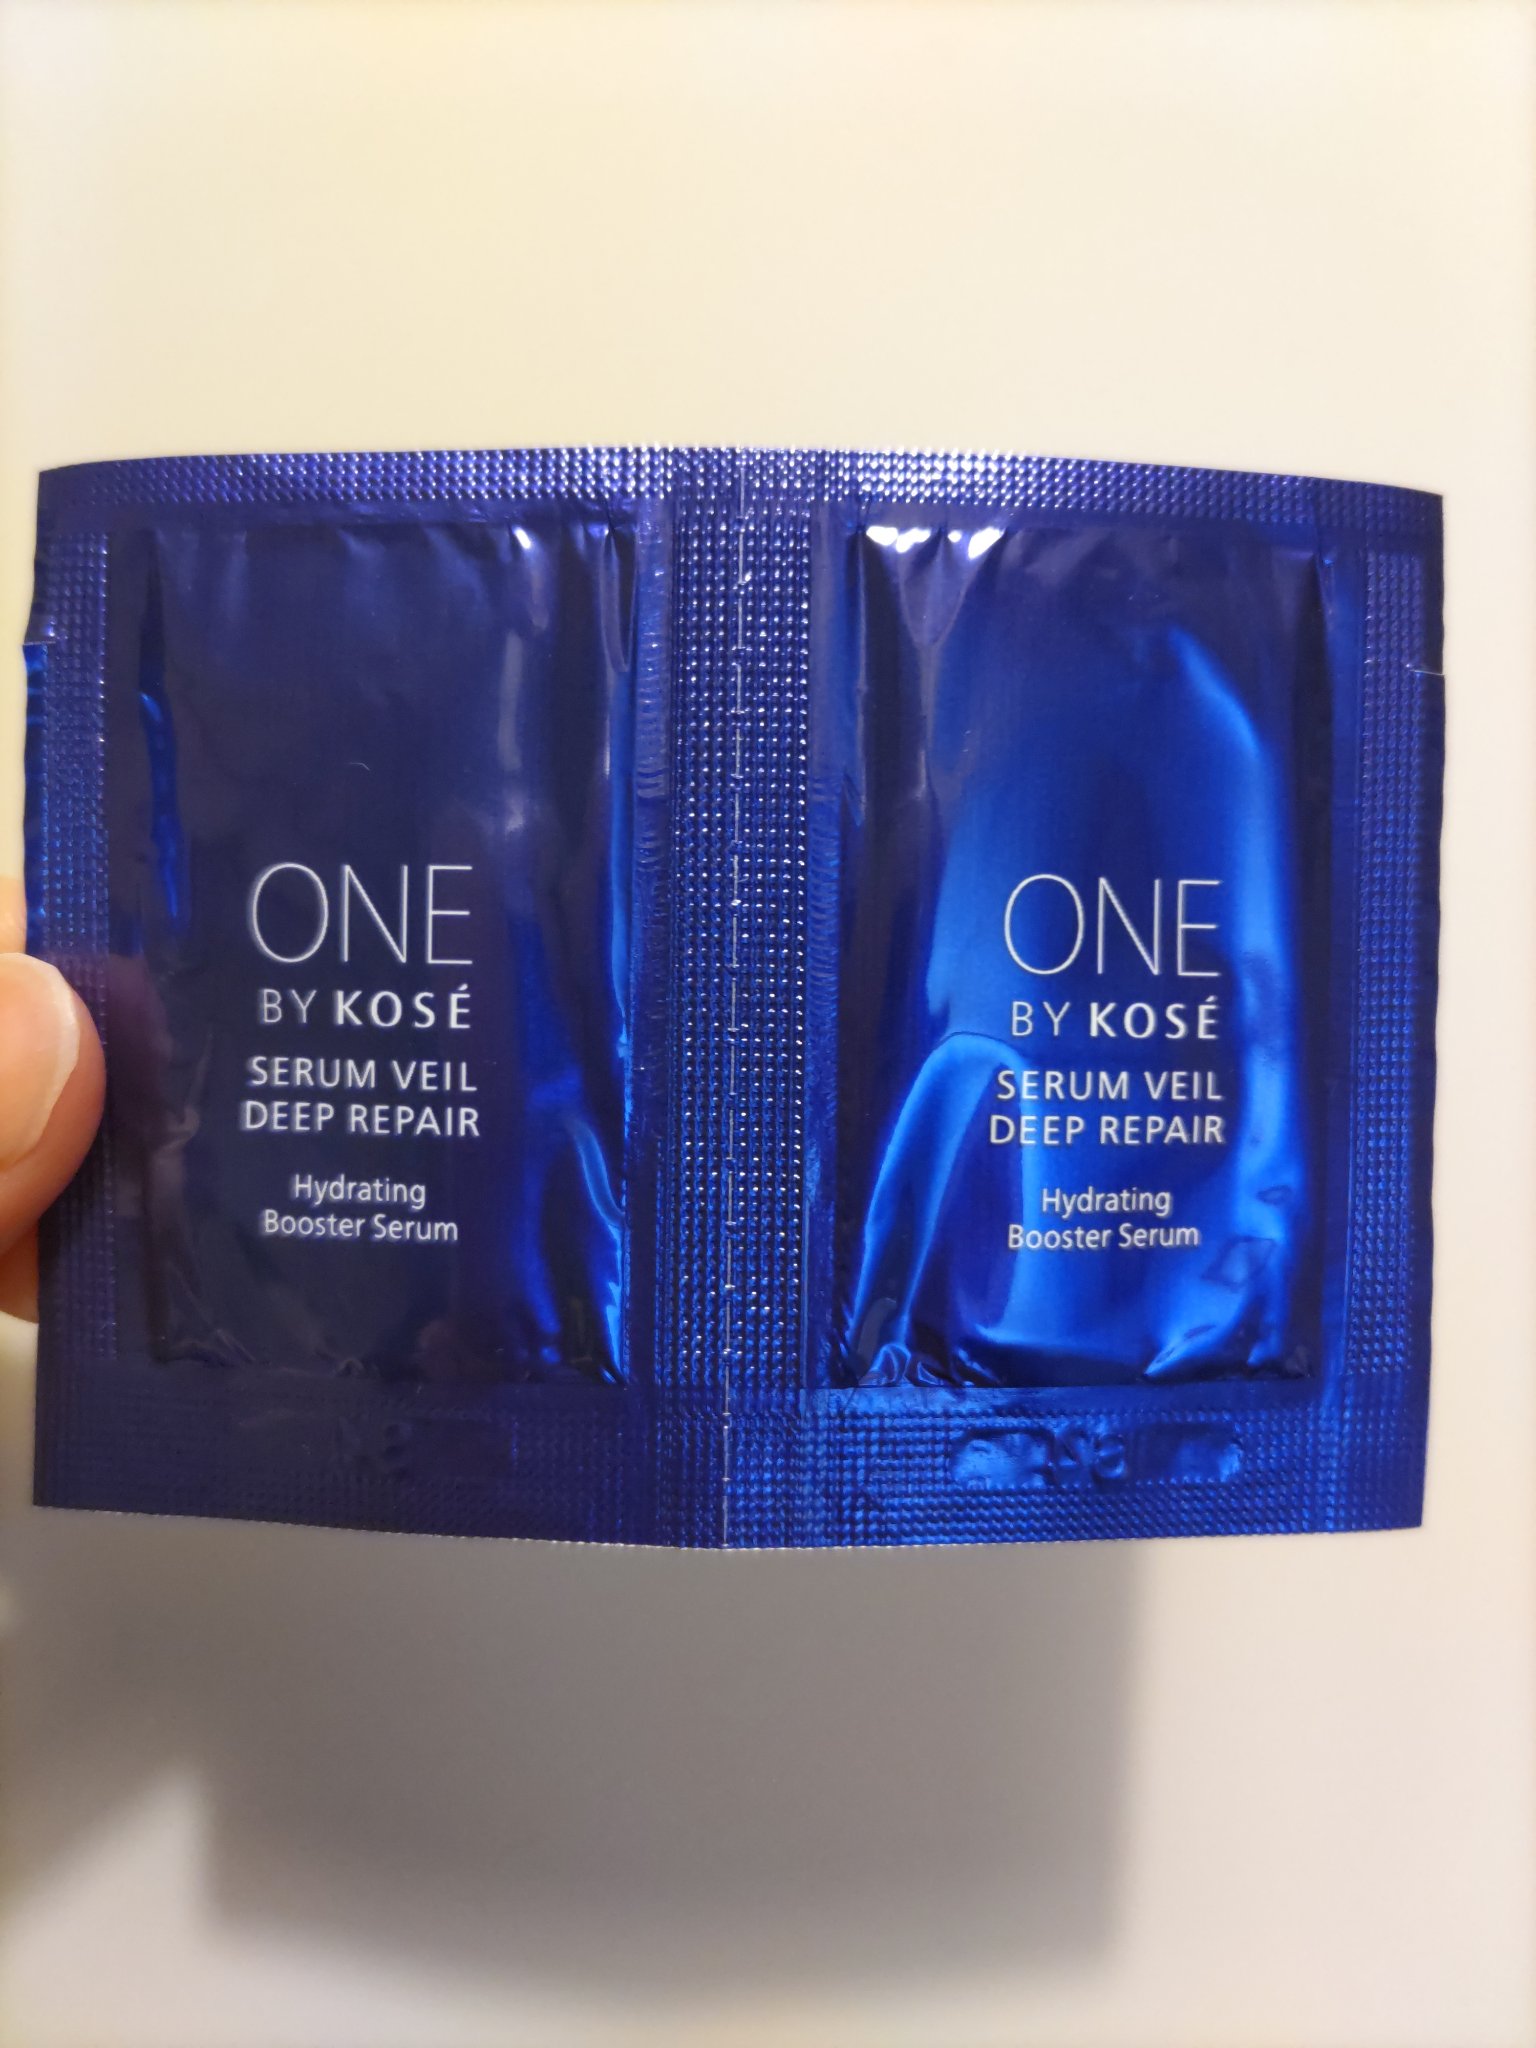 ONE
BY KOSÉ
SERUM VEIL
DEEP REPAIR
Hydrating
Booster Serum
ONE
BY KOSÉ
SERUM VEIL
DEEP REPAIR
Hydrating
Booster Serum